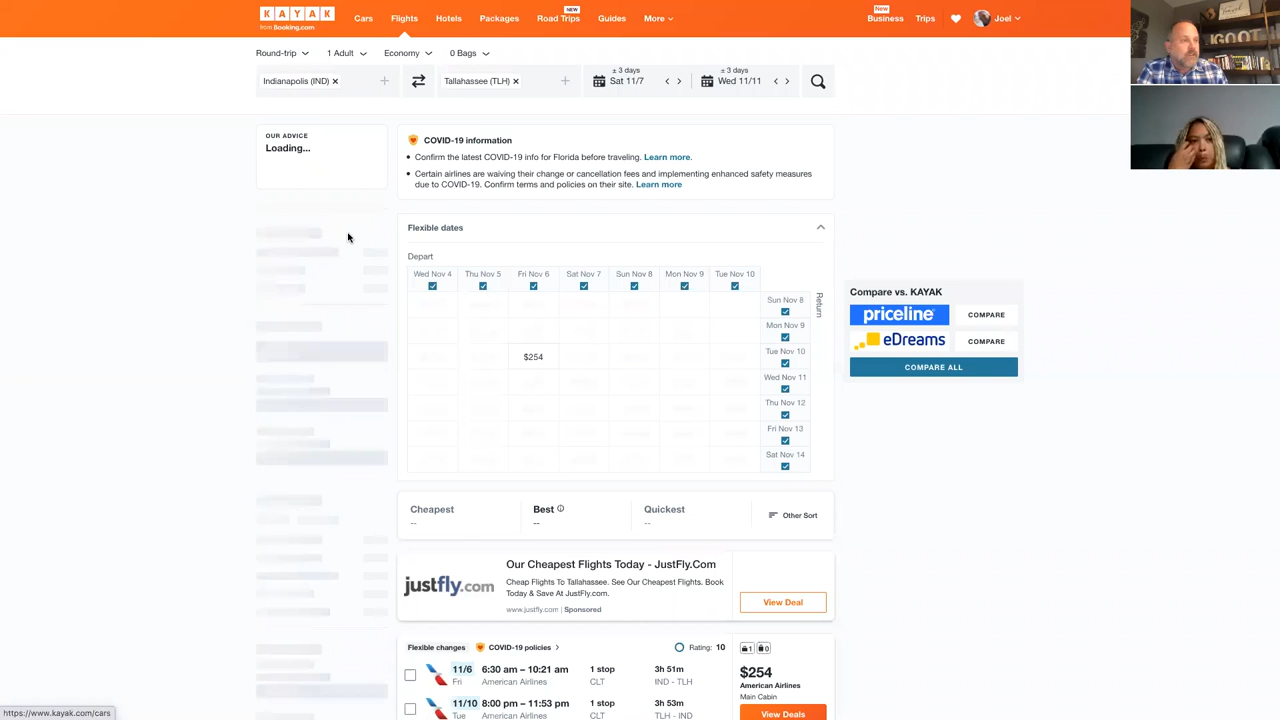 KAYAK
from Booking.com
Cars
Flights
Hotels
Packages
NEW
Road Trips
Guides
More
New
Business
Trips
Joel
Round-trip
1 Adult
Economy
0 Bags
Indianapolis (IND)
Tallahassee (TLH)
± 3 days
Sat 11/7
± 3 days
Wed 11/11
OUR ADVICE
Loading...
COVID-19 information
• Confirm the latest COVID-19 info for Florida before traveling. Learn more.
• Certain airlines are waiving their change or cancellation fees and implementing enhanced safety measures
due to COVID-19. Confirm terms and policies on their site. Learn more
Flexible dates
Depart
Wed Nov 4 Thu Nov 5 Fri Nov 6 Sat Nov 7 Sun Nov 8 Mon Nov 9 Tue Nov 10
Return
Sun Nov 8
Mon Nov 9
$254 Tue Nov 10
Wed Nov 11
Thu Nov 12
Fri Nov 13
Sat Nov 14
Compare vs. KAYAK
priceline COMPARE
eDreams COMPARE
COMPARE ALL
Cheapest
--
Best
--
Quickest
--
Other Sort
justfly.com
Our Cheapest Flights Today - JustFly.Com
Cheap Flights To Tallahassee. See Our Cheapest Flights. Book
Today & Save At JustFly.com.
www.justfly.com | Sponsored
View Deal
Flexible changes
COVID-19 policies
Rating: 10
11/6 6:30 am – 10:21 am 1 stop 3h 51m
Fri American Airlines CLT IND - TLH
11/10 8:00 pm – 11:53 pm 1 stop 3h 53m
Tue American Airlines CLT TLH - IND
1 0
$254
American Airlines
Main Cabin
View Deals
https://www.kayak.com/cars